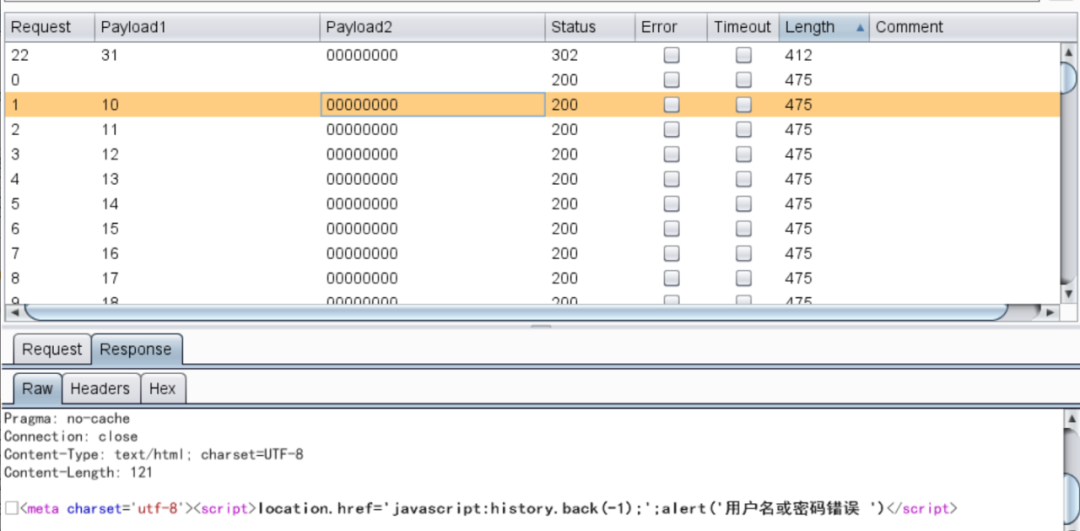 Request Payload1 Payload2 Status Error Timeout Length Comment
22 31 00000000 302 412
0 200 475
1 10 00000000 200 475
2 11 00000000 200 475
3 12 00000000 200 475
4 13 00000000 200 475
5 14 00000000 200 475
6 15 00000000 200 475
7 16 00000000 200 475
8 17 00000000 200 475
9 18 00000000 200 475
Request Response
Raw Headers Hex
Pragma: no-cache
Connection: close
Content-Type: text/html; charset=UTF-8
Content-Length: 121
<meta charset='utf-8'><script>location.href='javascript:history.back(-1);';alert('用户名或密码错误 ')</script>